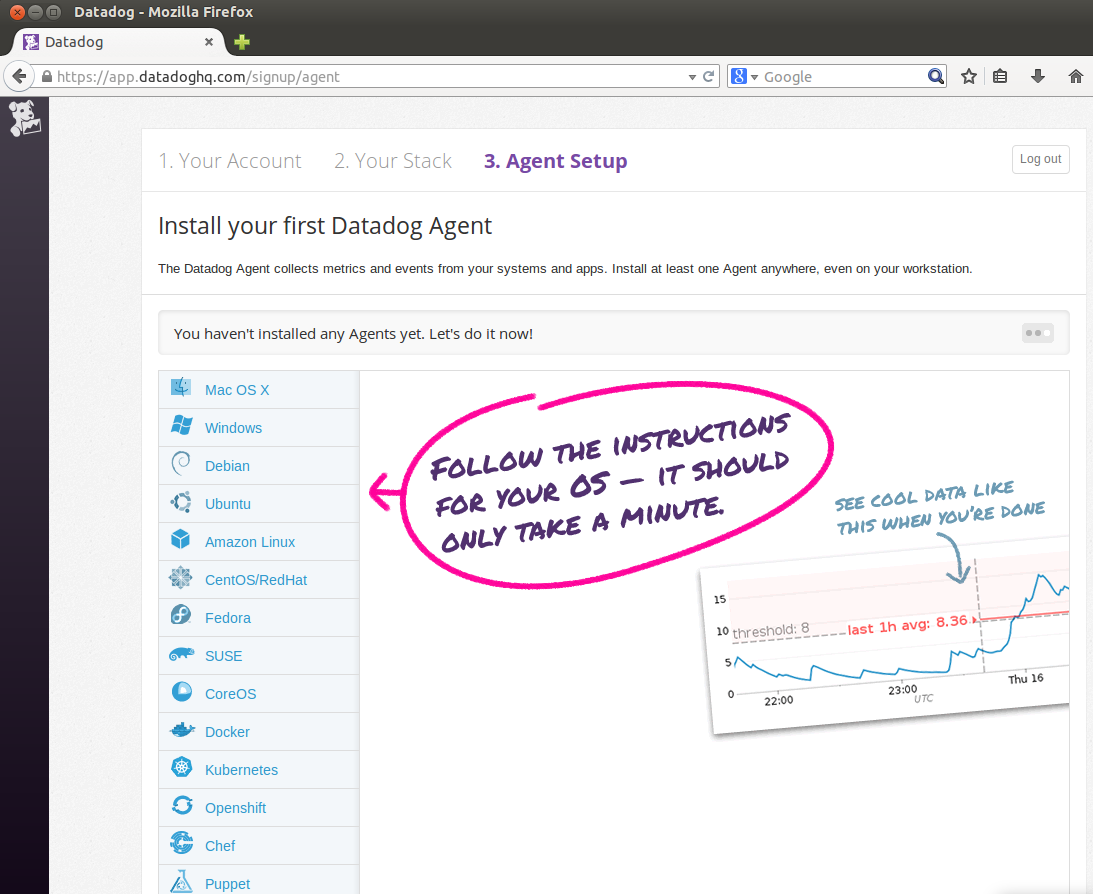 Datadog - Mozilla Firefox
Datadog
https://app.datadoghq.com/signup/agent
Google
1. Your Account
2. Your Stack
3. Agent Setup
Log out
Install your first Datadog Agent
The Datadog Agent collects metrics and events from your systems and apps. Install at least one Agent anywhere, even on your workstation.
You haven't installed any Agents yet. Let's do it now!
Mac OS X
Windows
Debian
Ubuntu
Amazon Linux
CentOS/RedHat
Fedora
SUSE
CoreOS
Docker
Kubernetes
Openshift
Chef
Puppet
FOLLOW THE INSTRUCTIONS
FOR YOUR OS — IT SHOULD
ONLY TAKE A MINUTE.
SEE COOL DATA LIKE
THIS WHEN YOU'RE DONE
15
10
threshold: 8
last 1h avg: 8.36
5
0
22:00
23:00
UTC
Thu 16